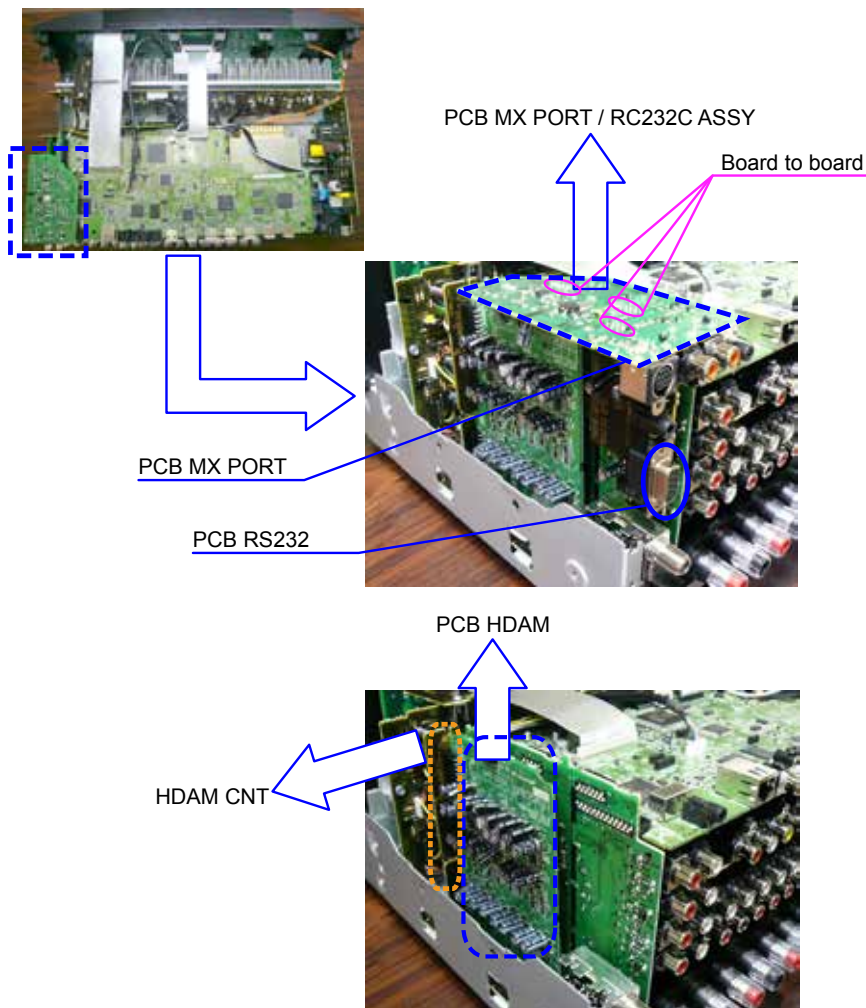 PCB MX PORT / RC232C ASSY
Board to board
PCB MX PORT
PCB RS232
PCB HDAM
HDAM CNT